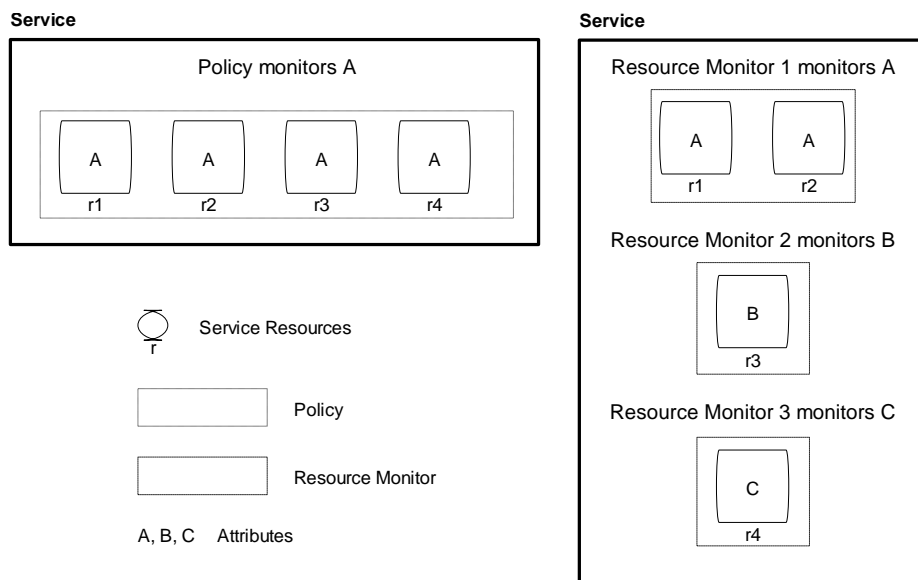 Service
Policy monitors A
A A A A
r1 r2 r3 r4
Service Resources
r
Policy
Resource Monitor
A, B, C Attributes
Service
Resource Monitor 1 monitors A
A A
r1 r2
Resource Monitor 2 monitors B
B
r3
Resource Monitor 3 monitors C
C
r4